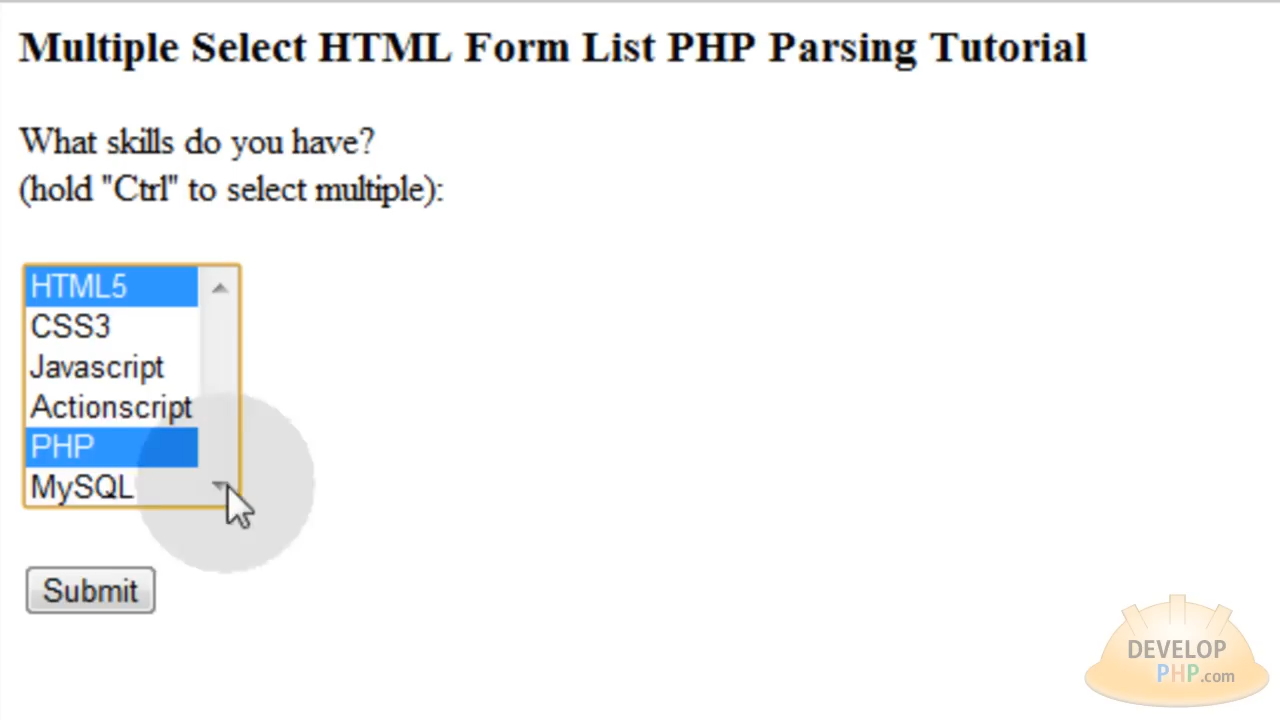 Multiple Select HTML Form List PHP Parsing Tutorial
What skills do you have?
(hold "Ctrl" to select multiple):
HTML5
CSS3
Javascript
Actionscript
PHP
MySQL
Submit
DEVELOP
PHP.com